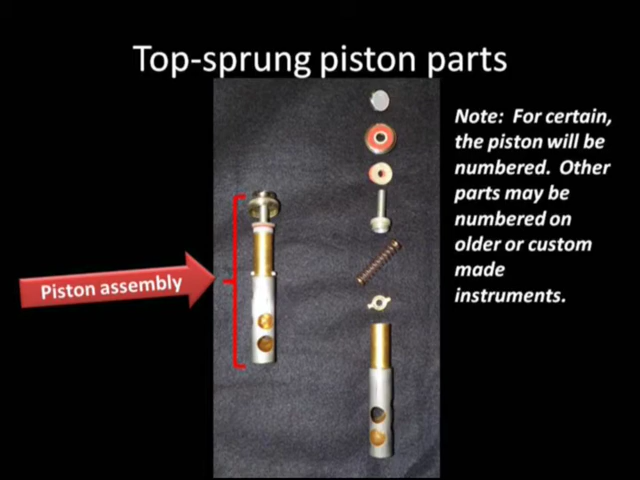 Top-sprung piston parts
Note: For certain,
the piston will be
numbered. Other
parts may be
numbered on
older or custom
made
instruments.
Piston assembly